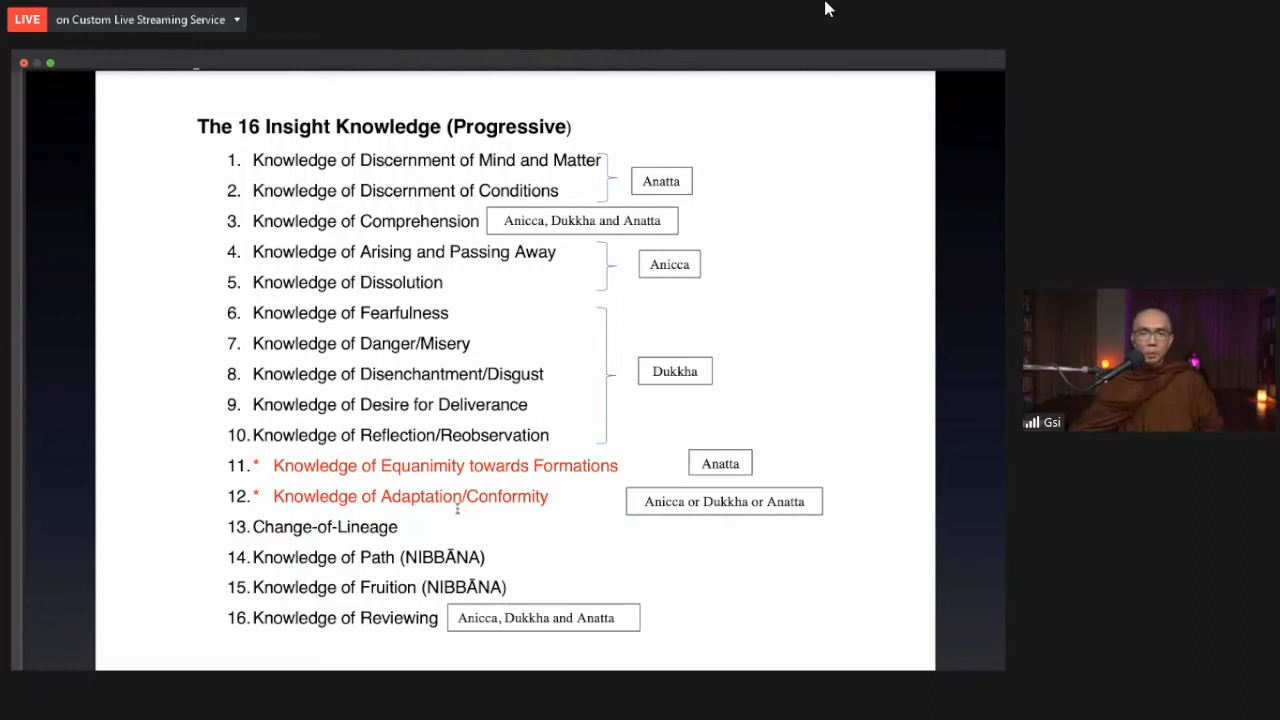 LIVE on Custom Live Streaming Service
The 16 Insight Knowledge (Progressive)
1. Knowledge of Discernment of Mind and Matter
Anatta
2. Knowledge of Discernment of Conditions
3. Knowledge of Comprehension Anicca, Dukkha and Anatta
4. Knowledge of Arising and Passing Away
Anicca
5. Knowledge of Dissolution
6. Knowledge of Fearfulness
7. Knowledge of Danger/Misery
8. Knowledge of Disenchantment/Disgust Dukkha
9. Knowledge of Desire for Deliverance
10. Knowledge of Reflection/Reobservation
11. * Knowledge of Equanimity towards Formations Anatta
12. * Knowledge of Adaptation/Conformity Anicca or Dukkha or Anatta
13. Change-of-Lineage
14. Knowledge of Path (NIBBĀNA)
15. Knowledge of Fruition (NIBBĀNA)
16. Knowledge of Reviewing Anicca, Dukkha and Anatta
Gsi